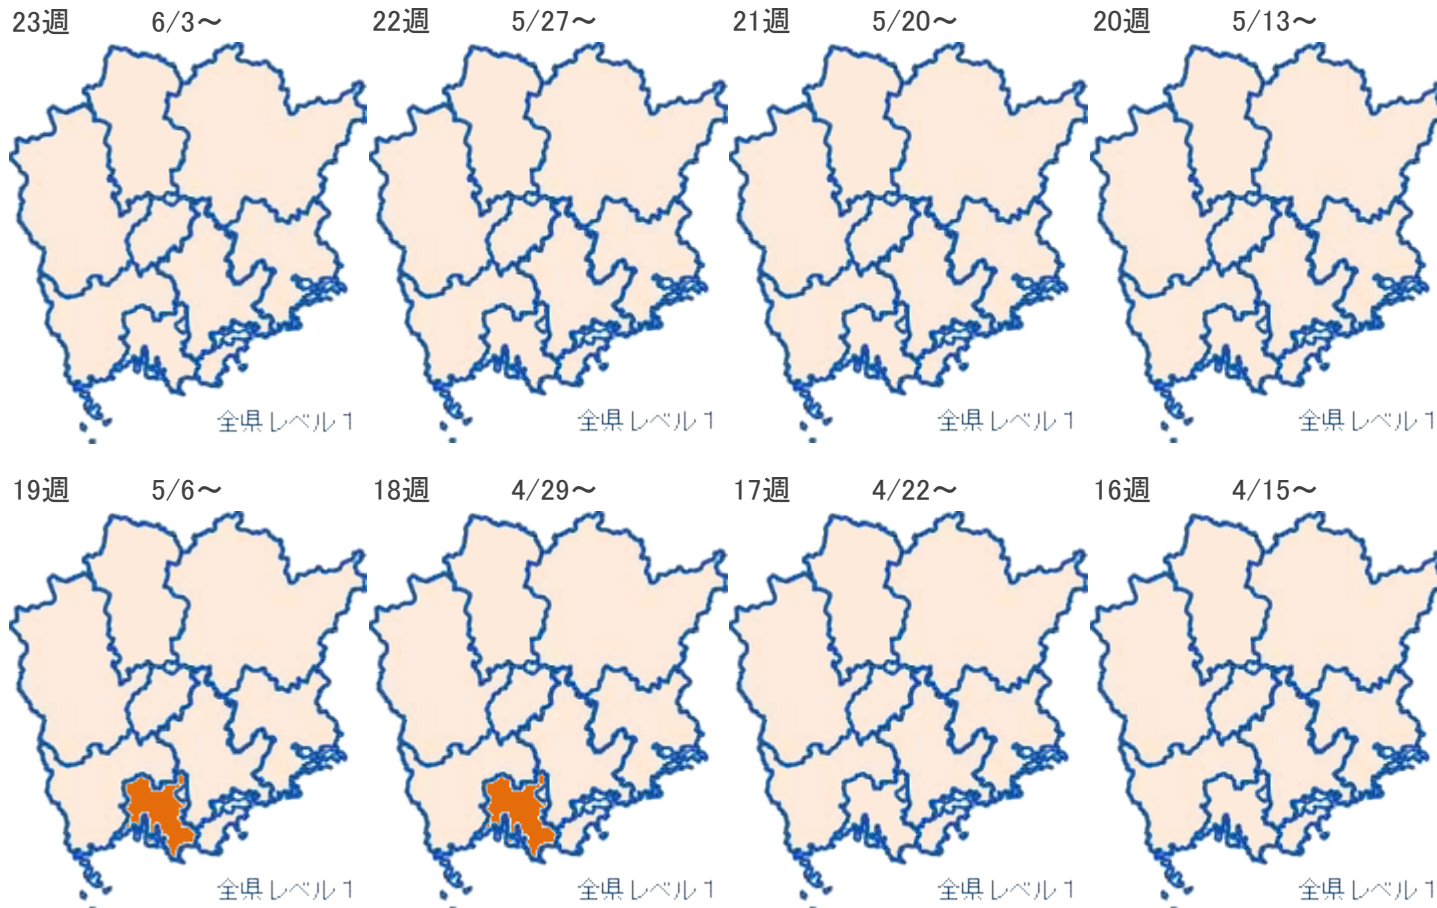 23週 6/3～
22週 5/27～
21週 5/20～
20週 5/13～
全県レベル1
全県レベル1
全県レベル1
全県レベル1
19週 5/6～
18週 4/29～
17週 4/22～
16週 4/15～
全県レベル1
全県レベル1
全県レベル1
全県レベル1